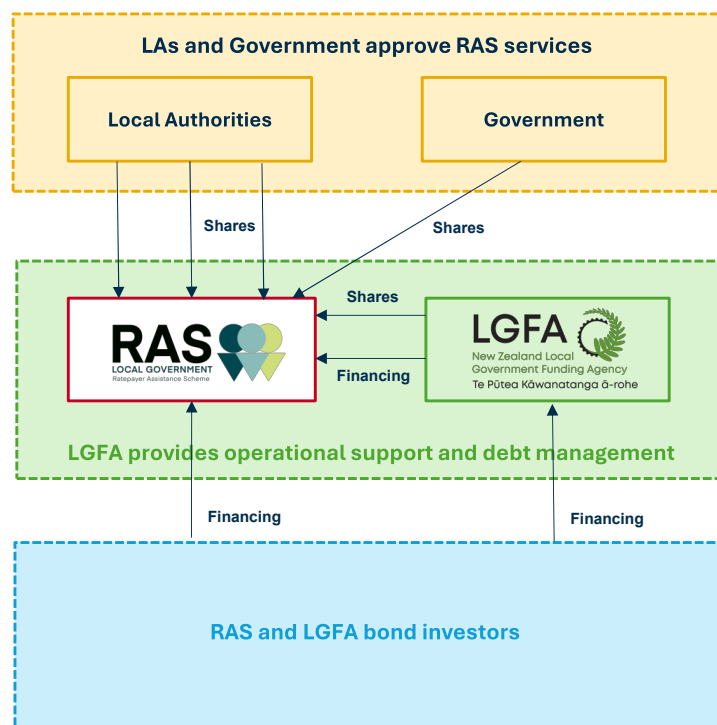 LAs and Government approve RAS services
Local Authorities
Government
Shares
Shares
Shares
RAS
LOCAL GOVERNMENT
Ratepayer Assistance Scheme
LGFA
New Zealand Local
Government Funding Agency
Te Pūtea Kāwanatanga ā-rohe
Financing
LGFA provides operational support and debt management
Financing
Financing
RAS and LGFA bond investors